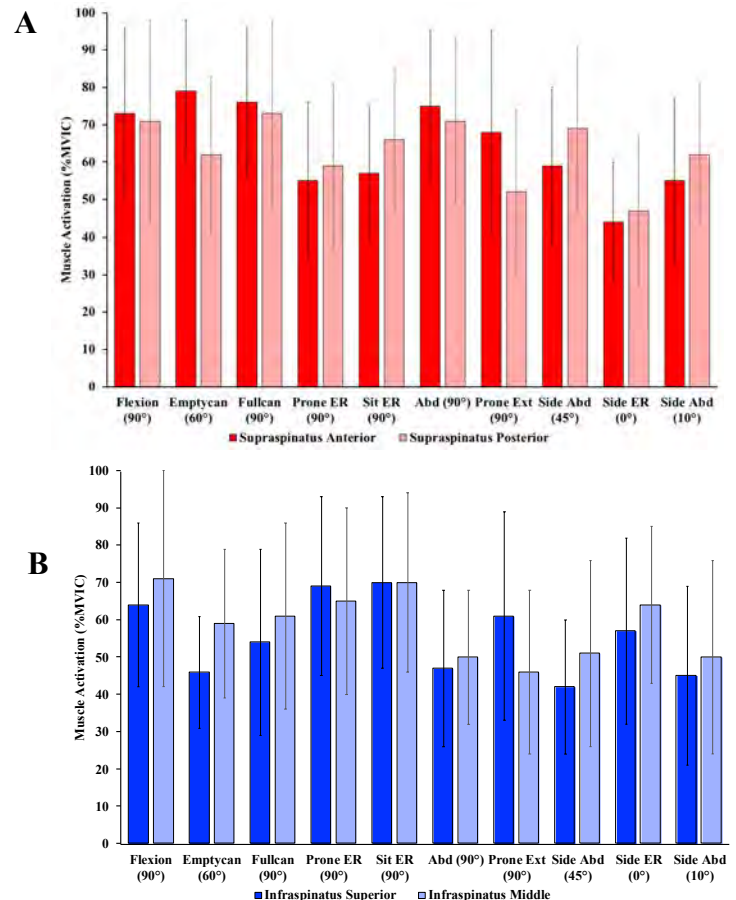 A
Muscle Activation (%MVIC)
100
90
80
70
60
50
40
30
20
10
0
Flexion (90°)
Emptycan (60°)
Fullcan (90°)
Prone ER (90°)
Sit ER (90°)
Abd (90°)
Prone Ext (90°)
Side Abd (45°)
Side ER (0°)
Side Abd (10°)
Supraspinatus Anterior
Supraspinatus Posterior
B
Muscle Activation (%MVIC)
100
90
80
70
60
50
40
30
20
10
0
Flexion (90°)
Emptycan (60°)
Fullcan (90°)
Prone ER (90°)
Sit ER (90°)
Abd (90°)
Prone Ext (90°)
Side Abd (45°)
Side ER (0°)
Side Abd (10°)
Infraspinatus Superior
Infraspinatus Middle